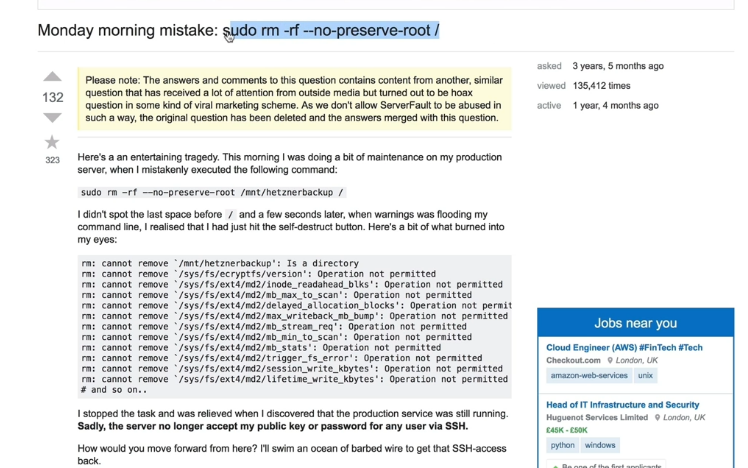 Monday morning mistake: sudo rm -rf --no-preserve-root /
132
323
Please note: The answers and comments to this question contains content from another, similar
question that has received a lot of attention from outside media but turned out to be hoax
question in some kind of viral marketing scheme. As we don't allow ServerFault to be abused in
such a way, the original question has been deleted and the answers merged with this question.
Here's a an entertaining tragedy. This morning I was doing a bit of maintenance on my production
server, when I mistakenly executed the following command:
sudo rm -rf --no-preserve-root /mnt/hetznerbackup /
I didn't spot the last space before / and a few seconds later, when warnings was flooding my
command line, I realised that I had just hit the self-destruct button. Here's a bit of what burned into
my eyes:
rm: cannot remove `/mnt/hetznerbackup': Is a directory
rm: cannot remove `/sys/fs/ecryptfs/version': Operation not permitted
rm: cannot remove `/sys/fs/ext4/md2/inode_readahead_blks': Operation not permitted
rm: cannot remove `/sys/fs/ext4/md2/mb_max_to_scan': Operation not permitted
rm: cannot remove `/sys/fs/ext4/md2/delayed_allocation_blocks': Operation not permit
rm: cannot remove `/sys/fs/ext4/md2/max_writeback_mb_bump': Operation not permitted
rm: cannot remove `/sys/fs/ext4/md2/mb_stream_req': Operation not permitted
rm: cannot remove `/sys/fs/ext4/md2/mb_min_to_scan': Operation not permitted
rm: cannot remove `/sys/fs/ext4/md2/mb_stats': Operation not permitted
rm: cannot remove `/sys/fs/ext4/md2/trigger_fs_error': Operation not permitted
rm: cannot remove `/sys/fs/ext4/md2/session_write_kbytes': Operation not permitted
rm: cannot remove `/sys/fs/ext4/md2/lifetime_write_kbytes': Operation not permitted
# and so on..
I stopped the task and was relieved when I discovered that the production service was still running.
Sadly, the server no longer accept my public key or password for any user via SSH.
How would you move forward from here? I'll swim an ocean of barbed wire to get that SSH-access
back.
asked 3 years, 5 months ago
viewed 135,412 times
active 1 year, 4 months ago
Jobs near you
Cloud Engineer (AWS) #FinTech #Tech
Checkout.com London, UK
amazon-web-services unix
Head of IT Infrastructure and Security
Huguenot Services Limited London, UK
£45K - £50K
python windows
Be one of the first applicants